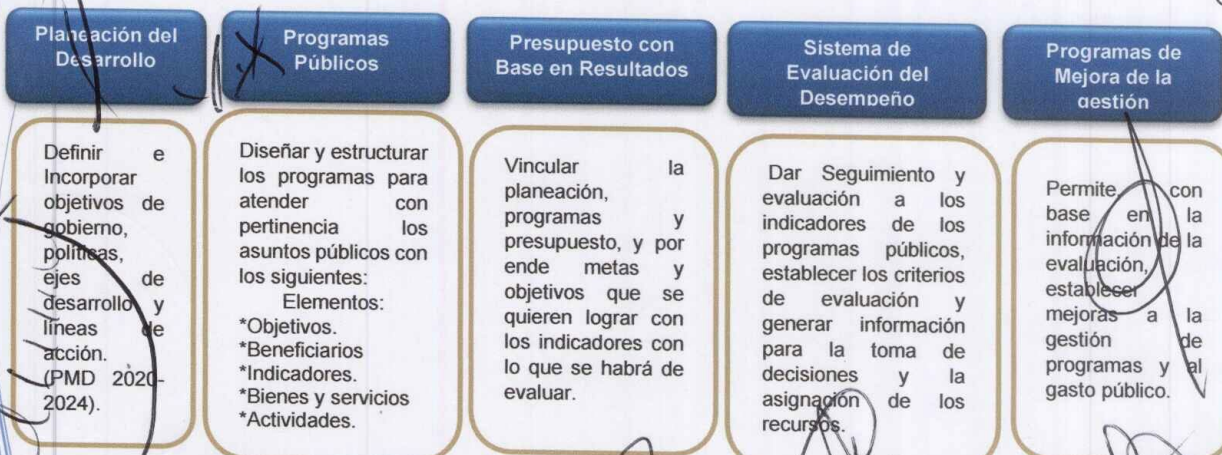 Planeación del
Desarrollo
Definir e
Incorporar
objetivos de
gobierno,
políticas,
ejes de
desarrollo y
líneas de
acción.
(PMD 2020-
2024).
Programas
Públicos
Diseñar y estructurar
los programas para
atender con
pertinencia los
asuntos públicos con
los siguientes:
Elementos:
*Objetivos.
*Beneficiarios
*Indicadores.
*Bienes y servicios
*Actividades.
Presupuesto con
Base en Resultados
Vincular la
planeación,
programas y
presupuesto, y por
ende metas y
objetivos que se
quieren lograr con
los indicadores con
lo que se habrá de
evaluar.
Sistema de
Evaluación del
Desempeño
Dar Seguimiento y
evaluación a los
indicadores de los
programas públicos,
establecer los criterios
de evaluación y
generar información
para la toma de
decisiones y la
asignación de los
recursos.
Programas de
Mejora de la
gestión
Permite, con
base en la
información de la
evaluación,
establecer
mejoras a la
gestión de
programas y al
gasto público.